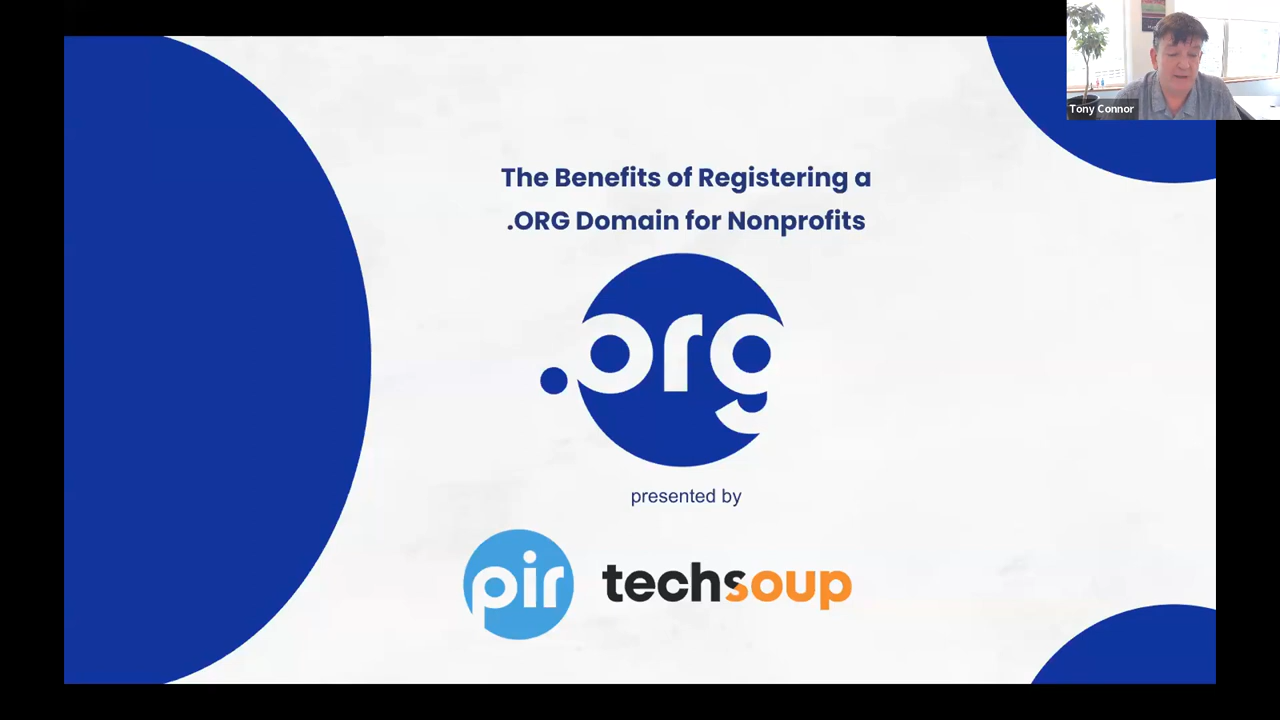 Tony Connor
The Benefits of Registering a
.ORG Domain for Nonprofits
.org
presented by
pir
techsoup